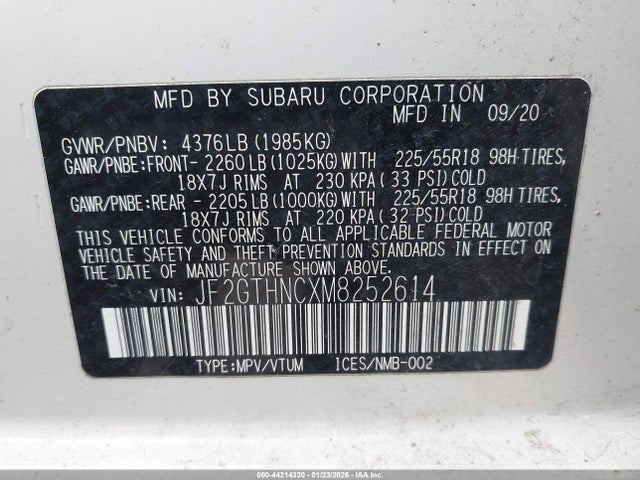 MFD BY SUBARU CORPORATION
MFD IN 09/20
GVWR/PNBV: 4376LB (1985KG)
GAWR/PNBE:FRONT- 2260 LB (1025KG) WITH 225/55R18 98H TIRES,
18X7J RIMS AT 230 KPA (33 PSI) COLD
GAWR/PNBE:REAR - 2205 LB (1000KG) WITH 225/55R18 98H TIRES,
18X7J RIMS AT 220 KPA (32 PSI) COLD
THIS VEHICLE CONFORMS TO ALL APPLICABLE FEDERAL MOTOR
VEHICLE SAFETY AND THEFT PREVENTION STANDARDS IN EFFECT ON
THE DATE OF MANUFACTURE SHOWN ABOVE.
VIN: JF2GTHNCXM8252614
TYPE:MPV/VTUM ICES/NMB-002
000-44214330 - 01/23/2026 - Copyright © IAA, Inc.